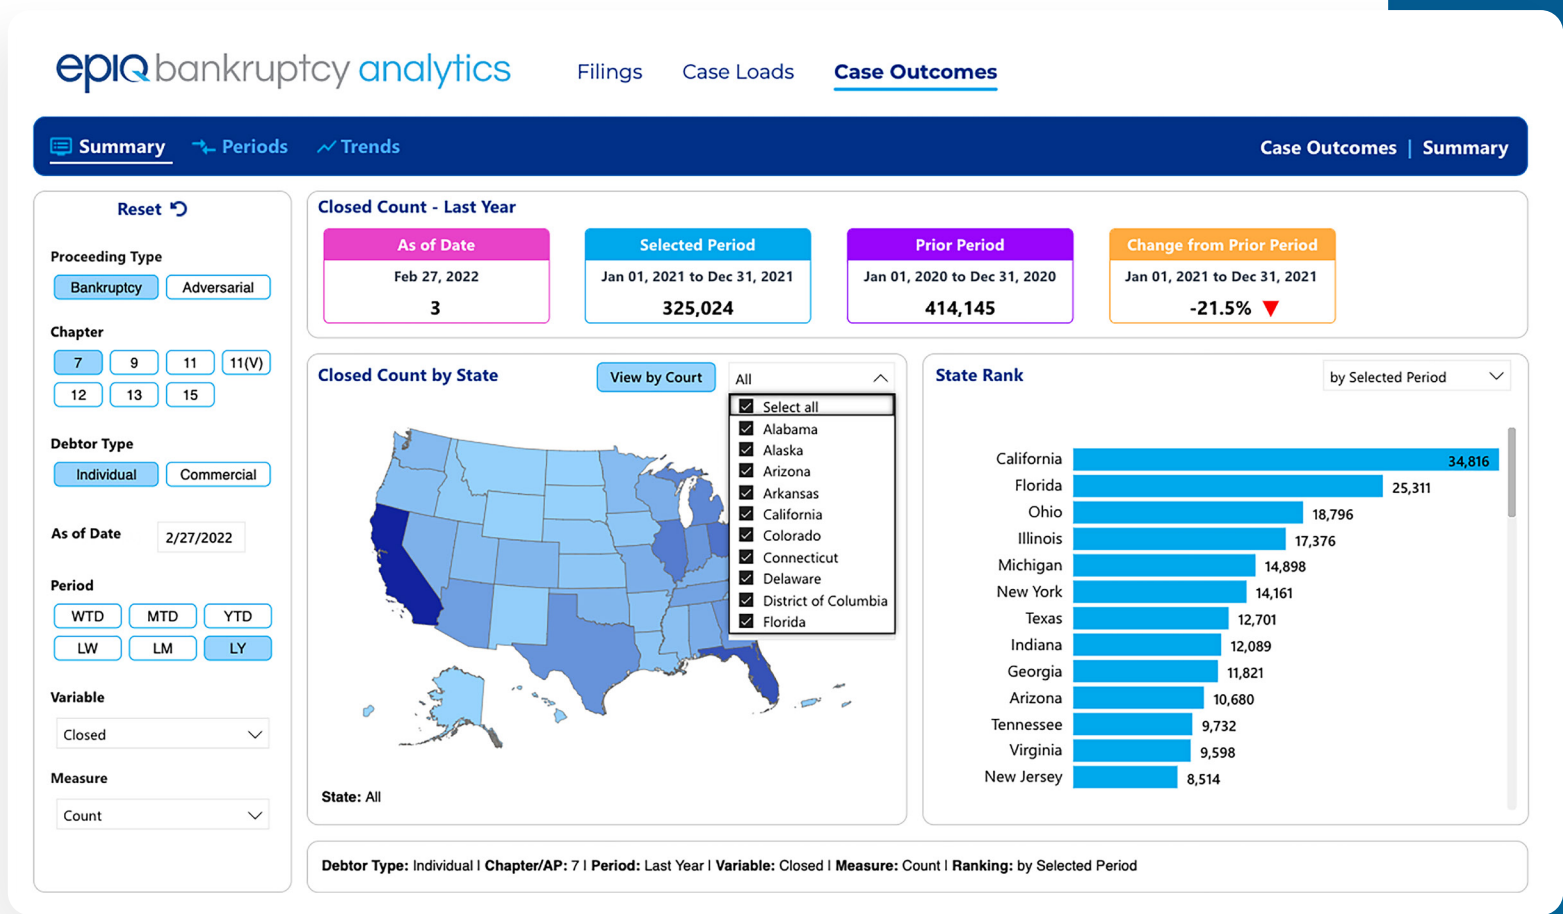 epiq bankruptcy analytics
Filings
Case Loads
Case Outcomes
Summary
Periods
Trends
Case Outcomes | Summary
Reset
Proceeding Type
Bankruptcy
Adversarial
Chapter
7
9
11
11(V)
12
13
15
Debtor Type
Individual
Commercial
As of Date
2/27/2022
Period
WTD
MTD
YTD
LW
LM
LY
Variable
Closed
Measure
Count
Closed Count - Last Year
As of Date
Feb 27, 2022
3
Selected Period
Jan 01, 2021 to Dec 31, 2021
325,024
Prior Period
Jan 01, 2020 to Dec 31, 2020
414,145
Change from Prior Period
Jan 01, 2021 to Dec 31, 2021
-21.5%
Closed Count by State
View by Court
All
Select all
Alabama
Alaska
Arizona
Arkansas
California
Colorado
Connecticut
Delaware
District of Columbia
Florida
State: All
State Rank
by Selected Period
California 34,816
Florida 25,311
Ohio 18,796
Illinois 17,376
Michigan 14,898
New York 14,161
Texas 12,701
Indiana 12,089
Georgia 11,821
Arizona 10,680
Tennessee 9,732
Virginia 9,598
New Jersey 8,514
Debtor Type: Individual | Chapter/AP: 7 | Period: Last Year | Variable: Closed | Measure: Count | Ranking: by Selected Period